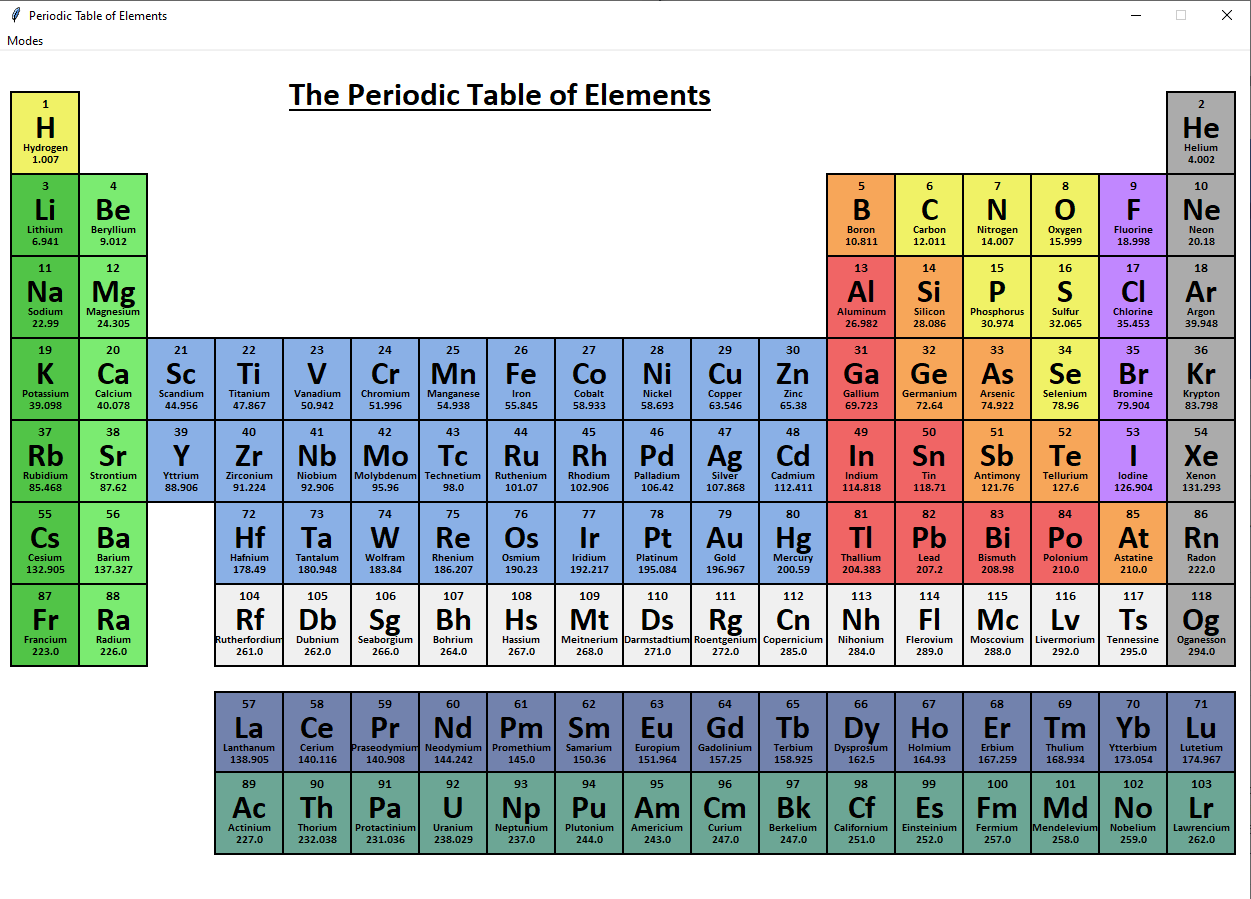 Periodic Table of Elements
Modes
The Periodic Table of Elements
1 2
H He
Hydrogen Helium
1.007 4.002
3 4 5 6 7 8 9 10
Li Be B C N O F Ne
Lithium Beryllium Boron Carbon Nitrogen Oxygen Fluorine Neon
6.941 9.012 10.811 12.011 14.007 15.999 18.998 20.18
11 12 13 14 15 16 17 18
Na Mg Al Si P S Cl Ar
Sodium Magnesium Aluminum Silicon Phosphorus Sulfur Chlorine Argon
22.99 24.305 26.982 28.086 30.974 32.065 35.453 39.948
19 20 21 22 23 24 25 26 27 28 29 30 31 32 33 34 35 36
K Ca Sc Ti V Cr Mn Fe Co Ni Cu Zn Ga Ge As Se Br Kr
Potassium Calcium Scandium Titanium Vanadium Chromium Manganese Iron Cobalt Nickel Copper Zinc Gallium Germanium Arsenic Selenium Bromine Krypton
39.098 40.078 44.956 47.867 50.942 51.996 54.938 55.845 58.933 58.693 63.546 65.38 69.723 72.64 74.922 78.96 79.904 83.798
37 38 39 40 41 42 43 44 45 46 47 48 49 50 51 52 53 54
Rb Sr Y Zr Nb Mo Tc Ru Rh Pd Ag Cd In Sn Sb Te I Xe
Rubidium Strontium Yttrium Zirconium Niobium Molybdenum Technetium Ruthenium Rhodium Palladium Silver Cadmium Indium Tin Antimony Tellurium Iodine Xenon
85.468 87.62 88.906 91.224 92.906 95.96 98.0 101.07 102.906 106.42 107.868 112.411 114.818 118.71 121.76 127.6 126.904 131.293
55 56 72 73 74 75 76 77 78 79 80 81 82 83 84 85 86
Cs Ba Hf Ta W Re Os Ir Pt Au Hg Tl Pb Bi Po At Rn
Cesium Barium Hafnium Tantalum Wolfram Rhenium Osmium Iridium Platinum Gold Mercury Thallium Lead Bismuth Polonium Astatine Radon
132.905 137.327 178.49 180.948 183.84 186.207 190.23 192.217 195.084 196.967 200.59 204.383 207.2 208.98 210.0 210.0 222.0
87 88 104 105 106 107 108 109 110 111 112 113 114 115 116 117 118
Fr Ra Rf Db Sg Bh Hs Mt Ds Rg Cn Nh Fl Mc Lv Ts Og
Francium Radium Rutherfordium Dubnium Seaborgium Bohrium Hassium Meitnerium Darmstadtium Roentgenium Copernicium Nihonium Flerovium Moscovium Livermorium Tennessine Oganesson
223.0 226.0 261.0 262.0 266.0 264.0 267.0 268.0 271.0 272.0 285.0 284.0 289.0 288.0 292.0 295.0 294.0
57 58 59 60 61 62 63 64 65 66 67 68 69 70 71
La Ce Pr Nd Pm Sm Eu Gd Tb Dy Ho Er Tm Yb Lu
Lanthanum Cerium Praseodymium Neodymium Promethium Samarium Europium Gadolinium Terbium Dysprosium Holmium Erbium Thulium Ytterbium Lutetium
138.905 140.116 140.908 144.242 145.0 150.36 151.964 157.25 158.925 162.5 164.93 167.259 168.934 173.054 174.967
89 90 91 92 93 94 95 96 97 98 99 100 101 102 103
Ac Th Pa U Np Pu Am Cm Bk Cf Es Fm Md No Lr
Actinium Thorium Protactinium Uranium Neptunium Plutonium Americium Curium Berkelium Californium Einsteinium Fermium Mendelevium Nobelium Lawrencium
227.0 232.038 231.036 238.029 237.0 244.0 243.0 247.0 247.0 251.0 252.0 257.0 258.0 259.0 262.0